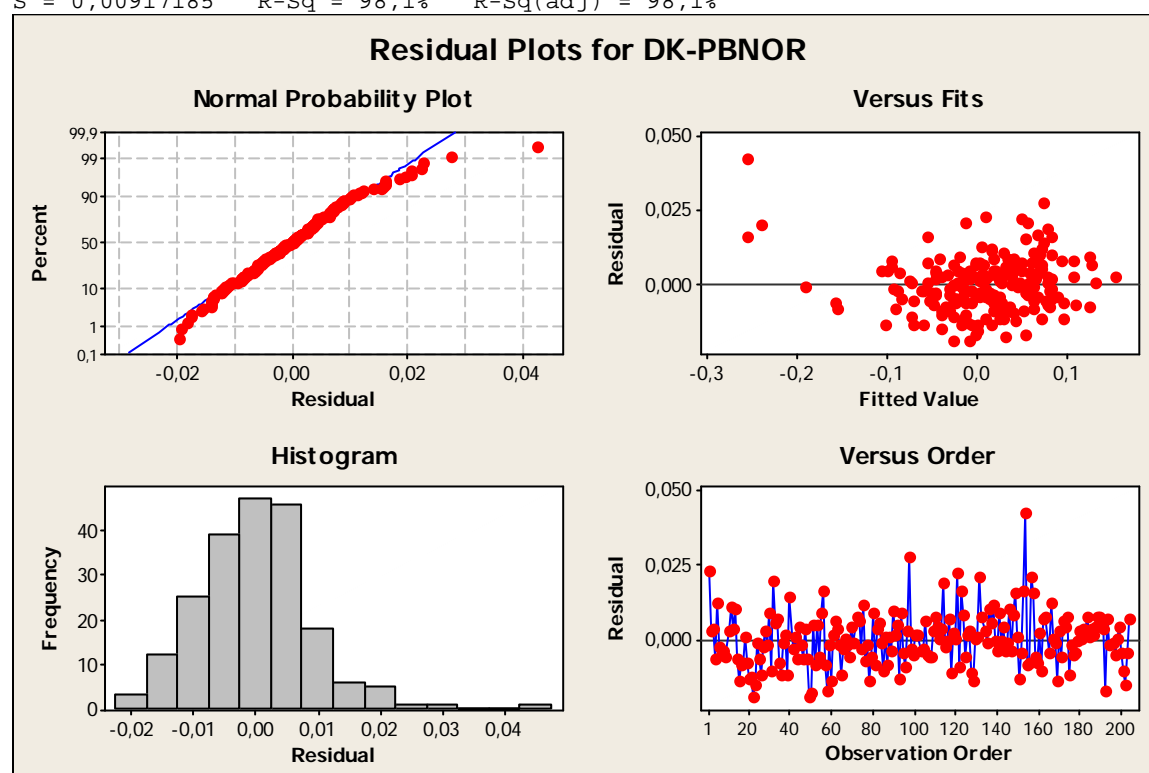 S = 0,00917185 R-Sq = 98,1% R-Sq(adj) = 98,1%
Residual Plots for DK-PBNOR
Normal Probability Plot
99,9
99
90
50
10
1
0,1
Percent
-0,02 0,00 0,02 0,04
Residual
Versus Fits
0,050
0,025
0,000
Residual
-0,3 -0,2 -0,1 0,0 0,1
Fitted Value
Histogram
40
30
20
10
0
Frequency
-0,02 -0,01 0,00 0,01 0,02 0,03 0,04
Residual
Versus Order
0,050
0,025
0,000
Residual
1 20 40 60 80 100 120 140 160 180 200
Observation Order